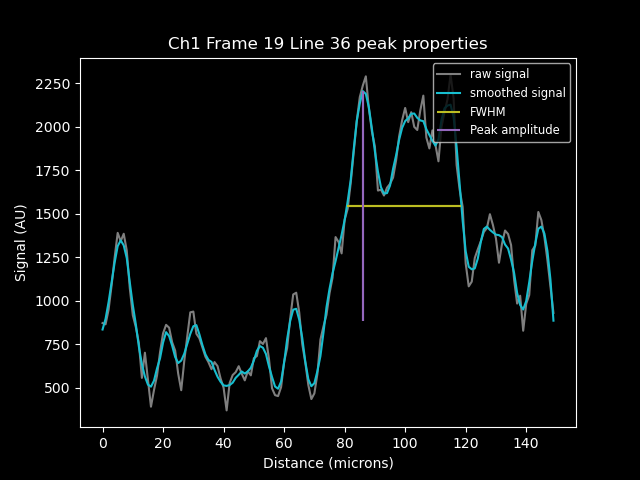 Ch1 Frame 19 Line 36 peak properties
raw signal
smoothed signal
FWHM
Peak amplitude
Signal (AU)
2250
2000
1750
1500
1250
1000
750
500
0 20 40 60 80 100 120 140
Distance (microns)